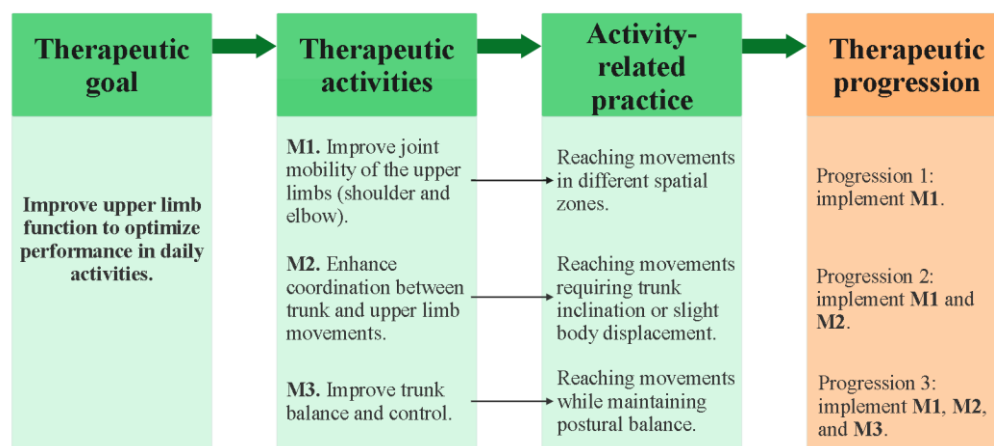 Therapeutic
goal
Therapeutic
activities
Activity-
related
practice
Therapeutic
progression
Improve upper limb
function to optimize
performance in daily
activities.
M1. Improve joint
mobility of the upper
limbs (shoulder and
elbow).
Reaching movements
in different spatial
zones.
Progression 1:
implement M1.
M2. Enhance
coordination between
trunk and upper limb
movements.
Reaching movements
requiring trunk
inclination or slight
body displacement.
Progression 2:
implement M1 and
M2.
M3. Improve trunk
balance and control.
Reaching movements
while maintaining
postural balance.
Progression 3:
implement M1, M2,
and M3.